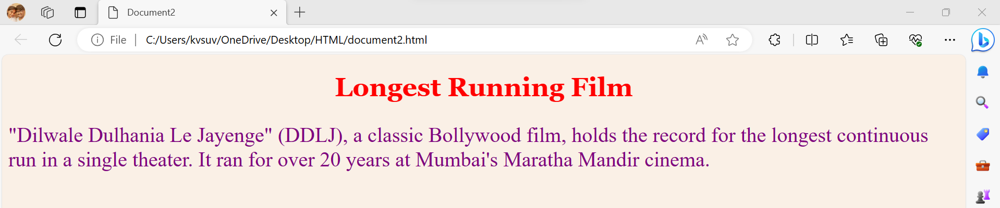 Document2
File | C:/Users/kvsuv/OneDrive/Desktop/HTML/document2.html
Longest Running Film
"Dilwale Dulhania Le Jayenge" (DDLJ), a classic Bollywood film, holds the record for the longest continuous
run in a single theater. It ran for over 20 years at Mumbai's Maratha Mandir cinema.